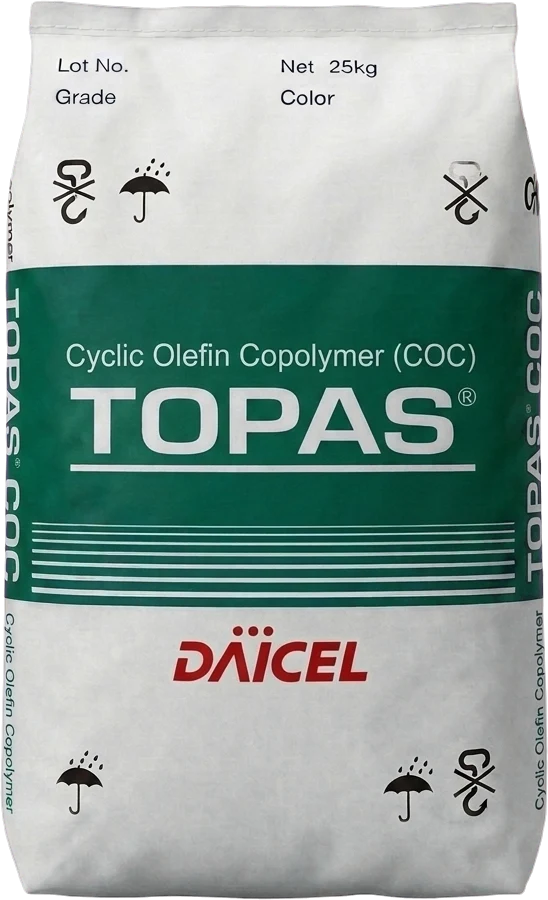 Lot No.
Net 25kg
Grade
Color
Cyclic Olefin Copolymer (COC)
TOPAS®
DAICEL
olymer
TOPAS® COC
Cyclic Olefin Copolymer
TOPAS® COC
Cyclic Olefin Copolymer